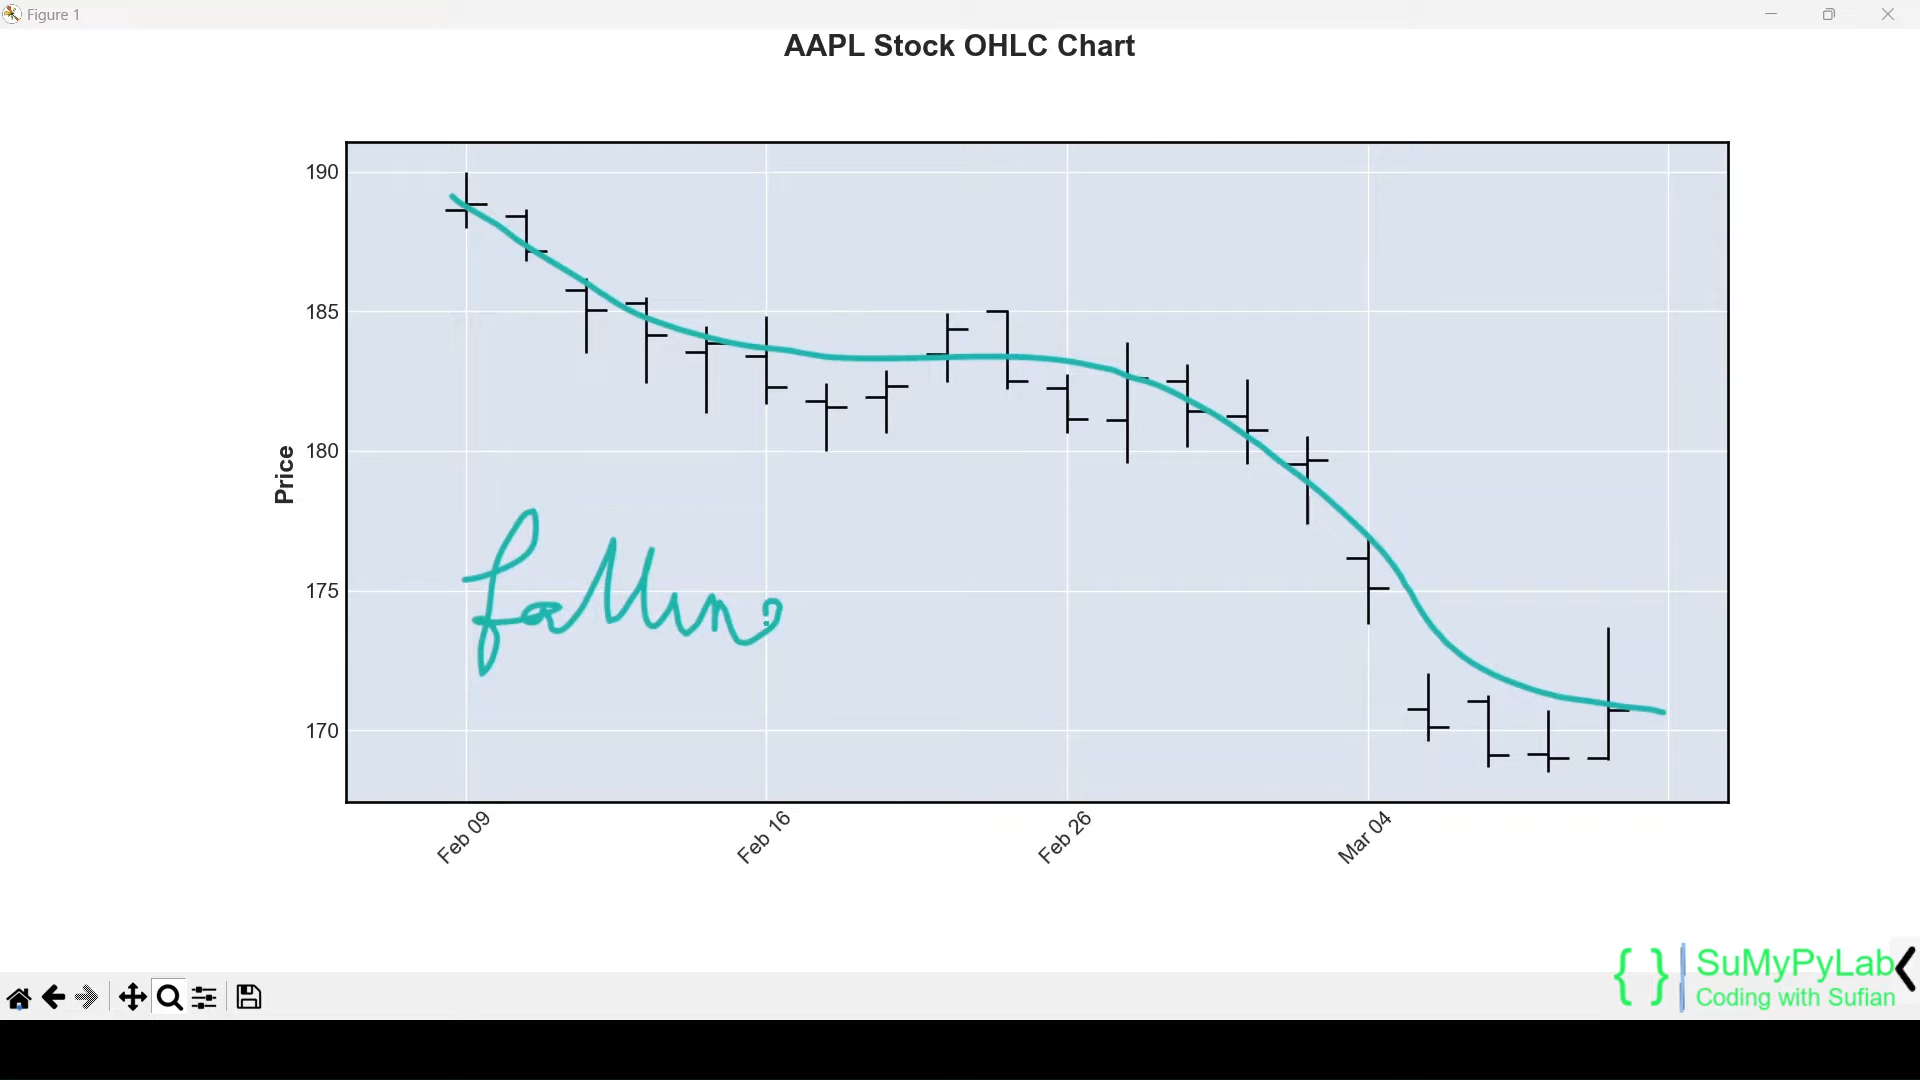 Figure 1
AAPL Stock OHLC Chart
190
185
180
175
170
Price
Feb 09
Feb 16
Feb 26
Mar 04
{ } | SuMyPyLab
Coding with Sufian